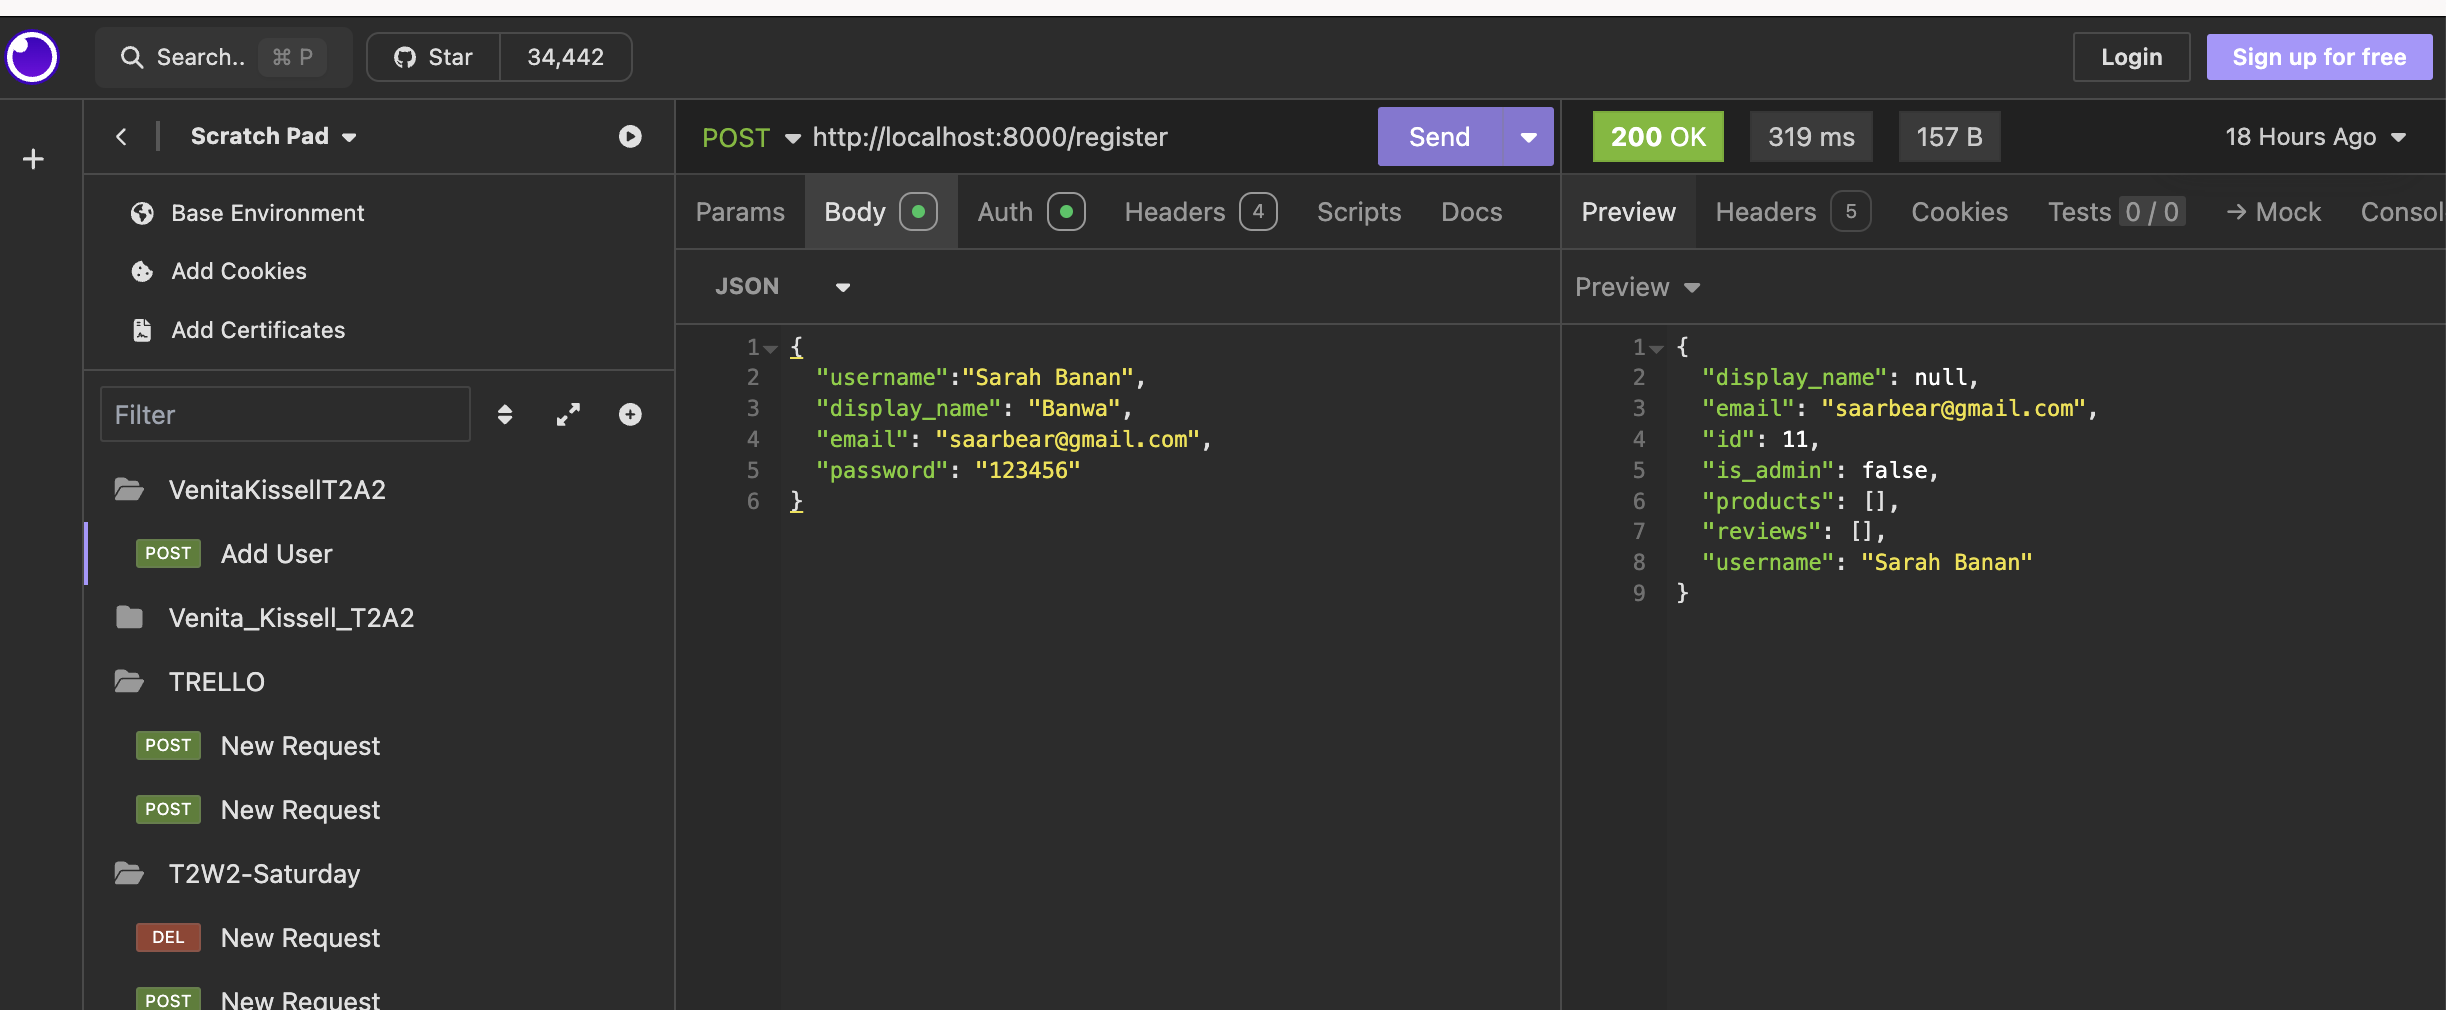 Search.. ⌘ P Star 34,442 Login Sign up for free
Scratch Pad
Base Environment
Add Cookies
Add Certificates
Filter
VenitaKissellT2A2
POST Add User
Venita_Kissell_T2A2
TRELLO
POST New Request
POST New Request
T2W2-Saturday
DEL New Request
POST New Request
POST http://localhost:8000/register Send
Params Body Auth Headers 4 Scripts Docs
JSON
1 {
2 "username":"Sarah Banan",
3 "display_name": "Banwa",
4 "email": "saarbear@gmail.com",
5 "password": "123456"
6 }
200 OK 319 ms 157 B 18 Hours Ago
Preview Headers 5 Cookies Tests 0 / 0 → Mock Consol
Preview
1 {
2 "display_name": null,
3 "email": "saarbear@gmail.com",
4 "id": 11,
5 "is_admin": false,
6 "products": [],
7 "reviews": [],
8 "username": "Sarah Banan"
9 }